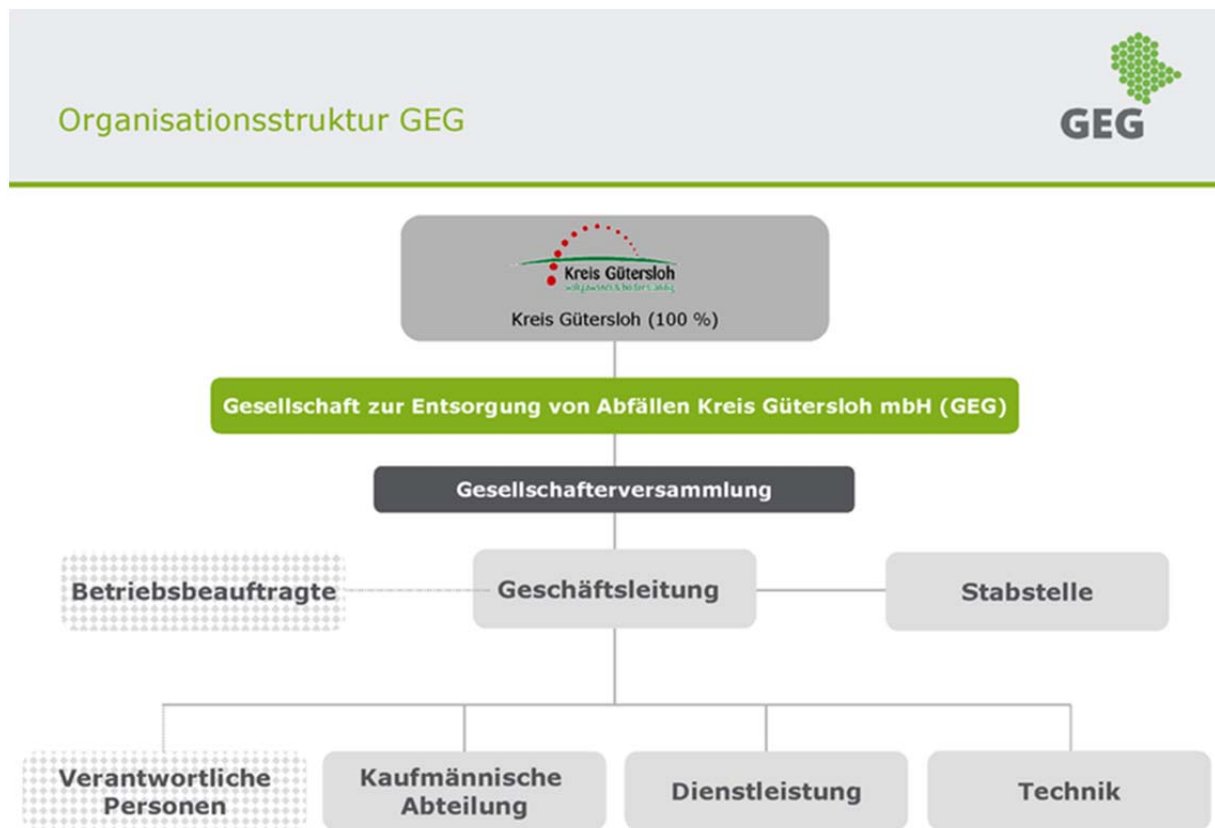 Organisationsstruktur GEG
GEG
Kreis Gütersloh
Kreis Gütersloh (100 %)
Gesellschaft zur Entsorgung von Abfällen Kreis Gütersloh mbH (GEG)
Gesellschafterversammlung
Betriebsbeauftragte
Geschäftsleitung
Stabstelle
Verantwortliche
Personen
Kaufmännische
Abteilung
Dienstleistung
Technik